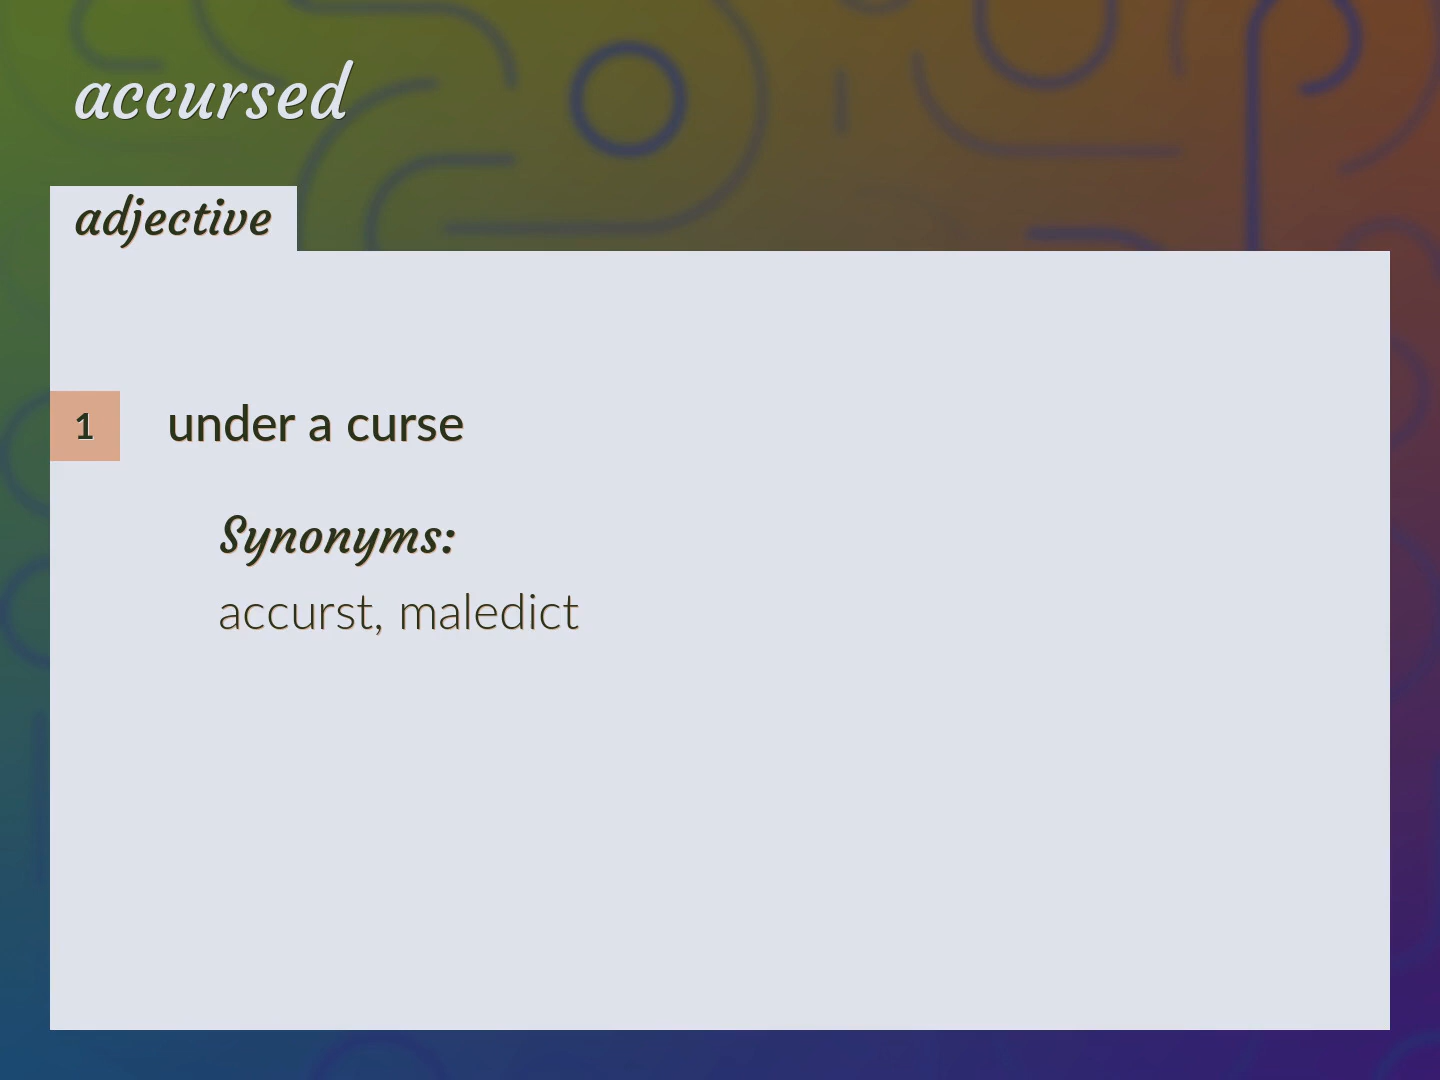 accursed
adjective
1 under a curse
Synonyms:
accurst, maledict